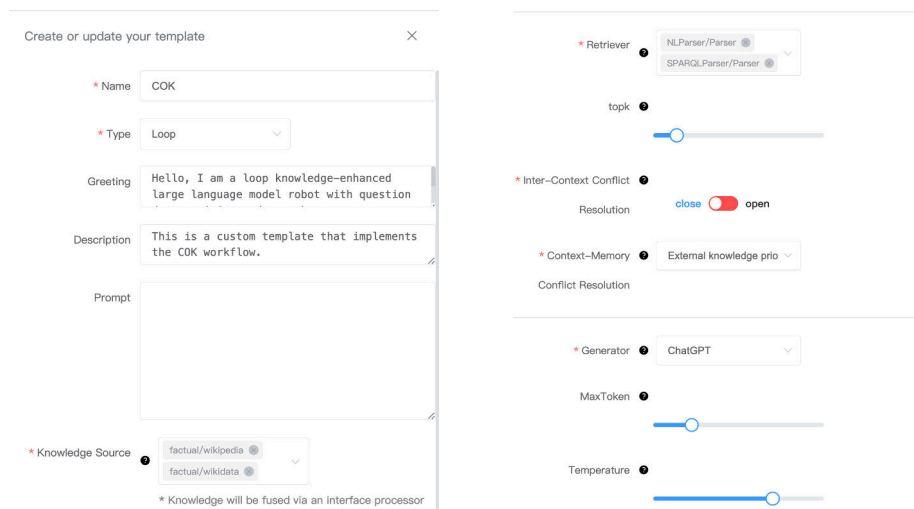 Create or update your template
* Name
COK
* Type
Loop
Greeting
Hello, I am a loop knowledge-enhanced
large language model robot with question
Description
This is a custom template that implements
the COK workflow.
Prompt
* Knowledge Source
factual/wikipedia
factual/wikidata
* Knowledge will be fused via an interface processor
* Retriever
NLParser/Parser
SPARQLParser/Parser
topk
* Inter-Context Conflict
Resolution
close
open
* Context-Memory
Conflict Resolution
External knowledge prio
* Generator
ChatGPT
MaxToken
Temperature